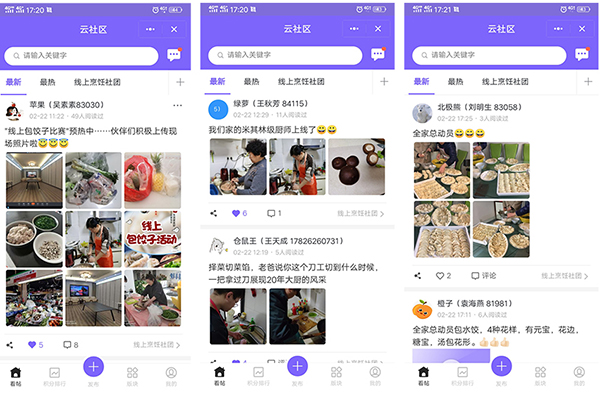 17:20
云社区
请输入关键字
最新
最热
线上烹饪社团
苹果（吴素素83030）
02-22 11:22 · 49人阅读过
"线上包饺子比赛"预热中······伙伴们积极上传现
场照片啦
线上
包饺子活动
5
8
线上烹饪社团
看帖
积分排行
发布
版块
我的
17:20
云社区
请输入关键字
最新
最热
线上烹饪社团
绿萝（王秋芳 84115）
02-22 12:29 · 11人阅读过
我们家的米其林级厨师上线了
6
1
线上烹饪社团
仓鼠王（王天成 17826260731）
02-22 12:19 · 5人阅读过
择菜切菜馅，老爸说你这个刀工切到什么时候，
一把拿过刀展现20年大厨的风采
看帖
积分排行
发布
版块
我的
17:21
云社区
请输入关键字
最新
最热
线上烹饪社团
北极熊（刘明生 83058）
02-22 17:25 · 3人阅读过
全家总动员
2
评论
线上烹饪社团
橙子（袁海燕 81981）
02-22 17:11 · 6人阅读过
全家总动员包水饺，4种花样，有元宝，花边，
糖宝，汤包花形。
看帖
积分排行
发布
版块
我的